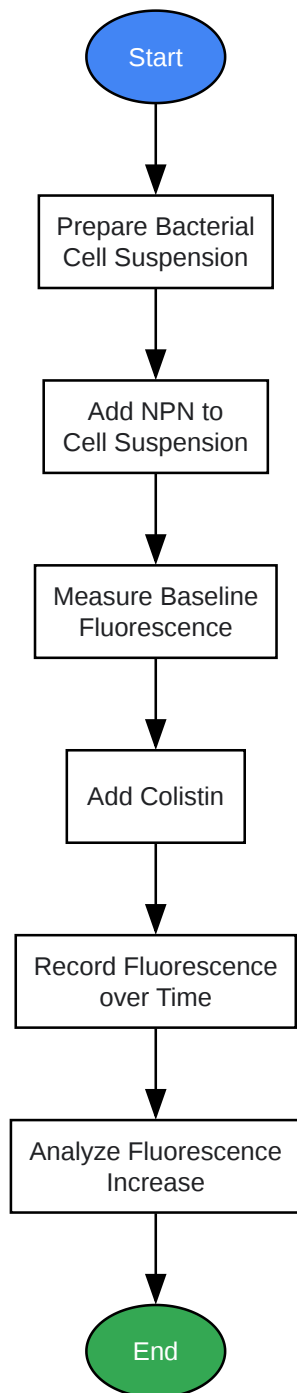 Start
Prepare Bacterial
Cell Suspension
Add NPN to
Cell Suspension
Measure Baseline
Fluorescence
Add Colistin
Record Fluorescence
over Time
Analyze Fluorescence
Increase
End